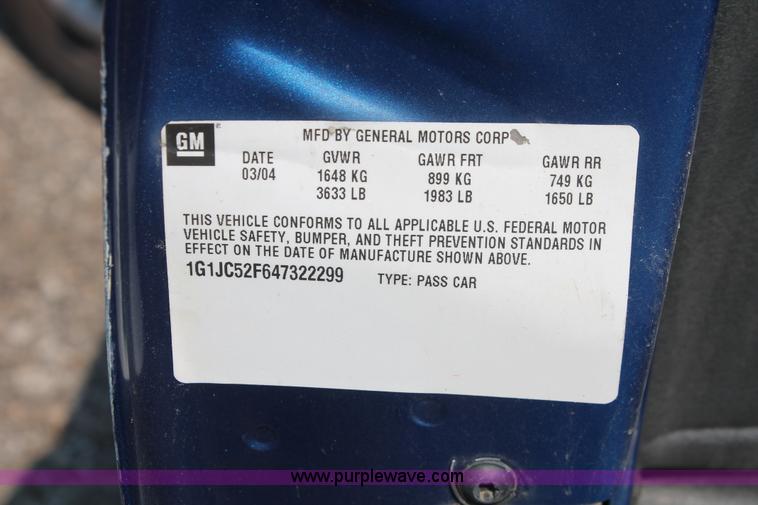 GM
MFD BY GENERAL MOTORS CORP
DATE GVWR GAWR FRT GAWR RR
03/04 1648 KG 899 KG 749 KG
3633 LB 1983 LB 1650 LB
THIS VEHICLE CONFORMS TO ALL APPLICABLE U.S. FEDERAL MOTOR
VEHICLE SAFETY, BUMPER, AND THEFT PREVENTION STANDARDS IN
EFFECT ON THE DATE OF MANUFACTURE SHOWN ABOVE.
1G1JC52F647322299 TYPE: PASS CAR
www.purplewave.com